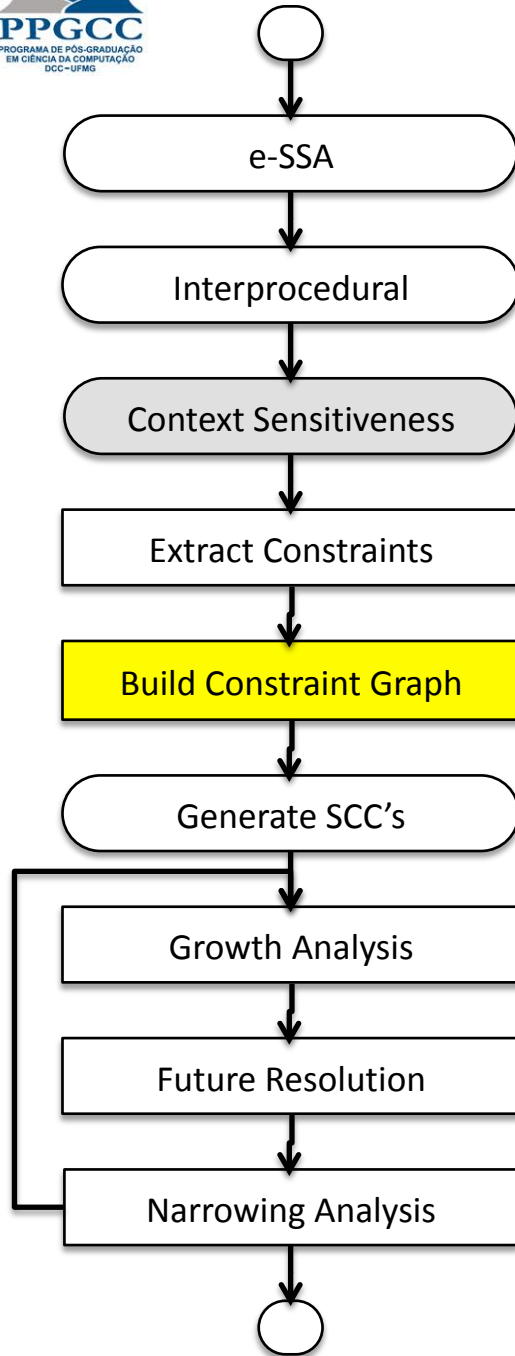 PPGCC
PROGRAMA DE PÓS-GRADUAÇÃO
EM CIÊNCIA DA COMPUTAÇÃO
DCC-UFMG
e-SSA
Interprocedural
Context Sensitiveness
Extract Constraints
Build Constraint Graph
Generate SCC’s
Growth Analysis
Future Resolution
Narrowing Analysis